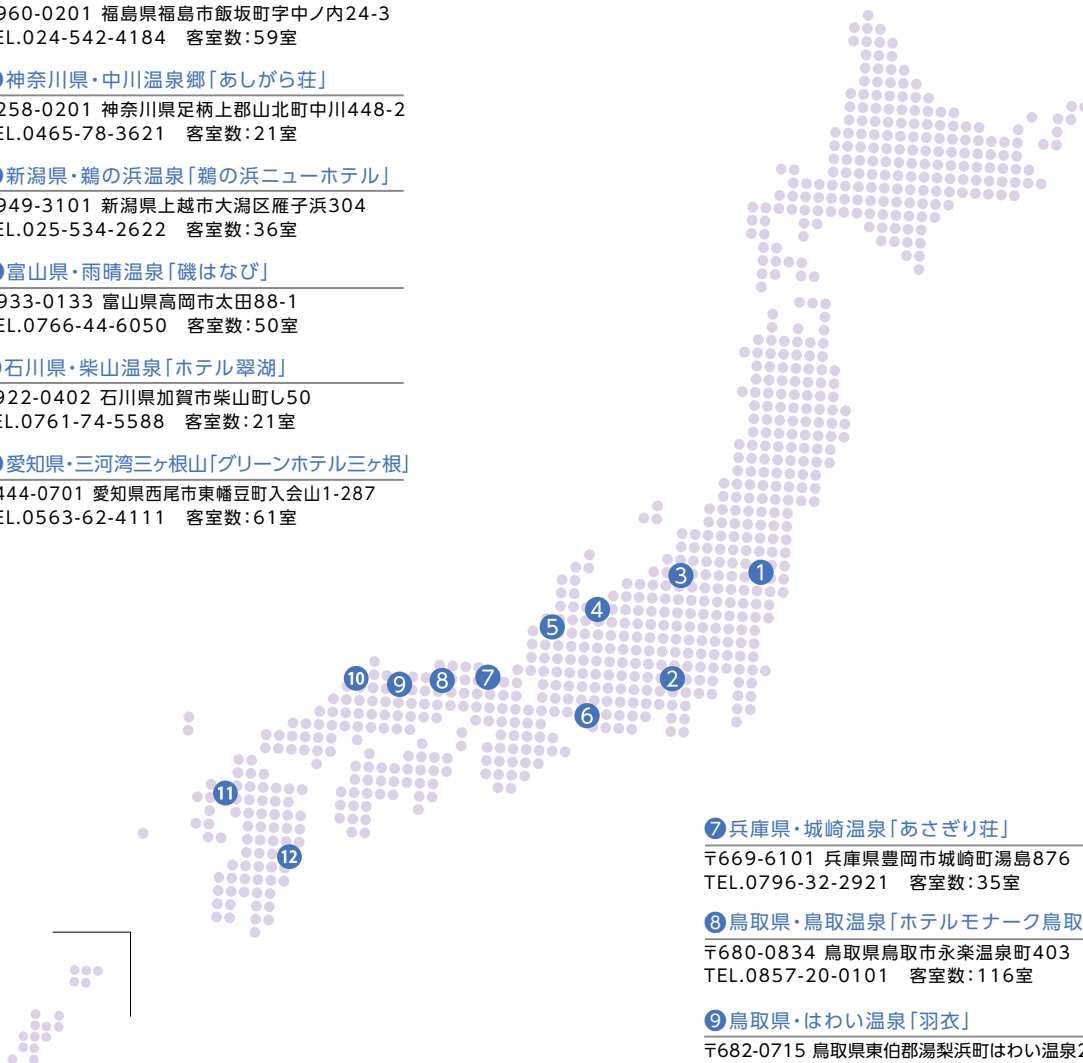 960-0201 福島県福島市飯坂町字中ノ内24-3
EL.024-542-4184 客室数:59室
神奈川県・中川温泉郷「あしがら荘」
258-0201 神奈川県足柄上郡山北町中川448-2
EL.0465-78-3621 客室数:21室
新潟県・鵜の浜温泉「鵜の浜ニューホテル」
949-3101 新潟県上越市大潟区雁子浜304
EL.025-534-2622 客室数:36室
富山県・雨晴温泉「磯はなび」
933-0133 富山県高岡市太田88-1
EL.0766-44-6050 客室数:50室
石川県・柴山温泉「ホテル翠湖」
922-0402 石川県加賀市柴山町し50
EL.0761-74-5588 客室数:21室
愛知県・三河湾三ヶ根山「グリーンホテル三ヶ根」
444-0701 愛知県西尾市東幡豆町入会山1-287
EL.0563-62-4111 客室数:61室
1
3
4
5
2
10
9
8
7
6
11
12
7兵庫県・城崎温泉「あさぎり荘」
〒669-6101 兵庫県豊岡市城崎町湯島876
TEL.0796-32-2921 客室数:35室
8鳥取県・鳥取温泉「ホテルモナーク鳥取
〒680-0834 鳥取県鳥取市永楽温泉町403
TEL.0857-20-0101 客室数:116室
9鳥取県・はわい温泉「羽衣」
〒682-0715 鳥取県東伯郡湯梨浜町はわい温泉2